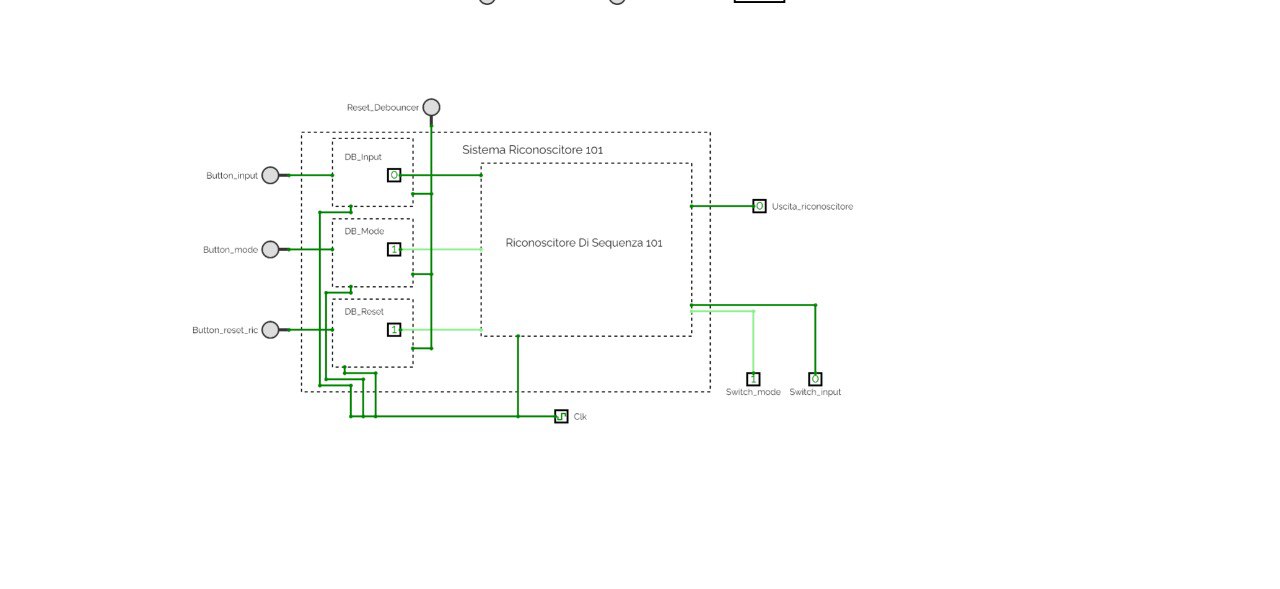 Reset_Debouncer
Sistema Riconoscitore 101
DB_Input
Button_input
0
0
Uscita_riconoscitore
DB_Mode
Riconoscitore Di Sequenza 101
Button_mode
1
DB_Reset
Button_reset_ric
1
1
0
Switch_mode
Switch_input
Clk